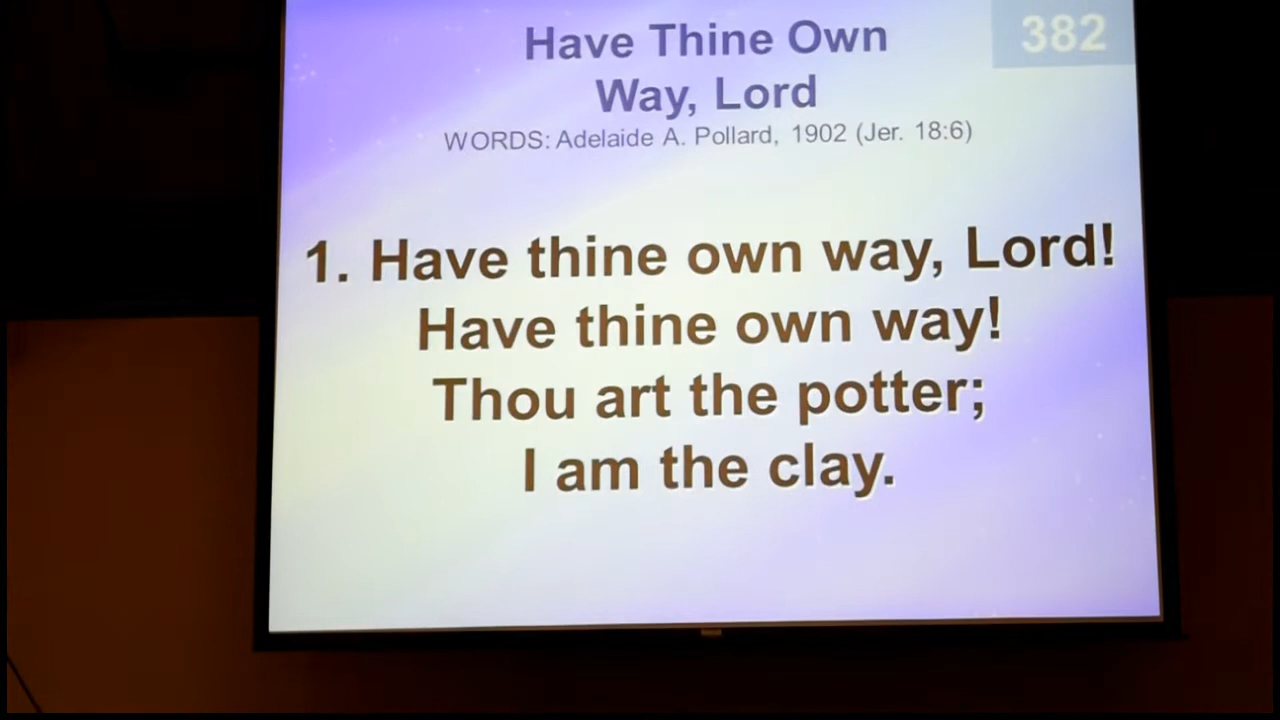 Have Thine Own
382
Way, Lord
WORDS: Adelaide A. Pollard, 1902 (Jer. 18:6)
1. Have thine own way, Lord!
Have thine own way!
Thou art the potter;
I am the clay.